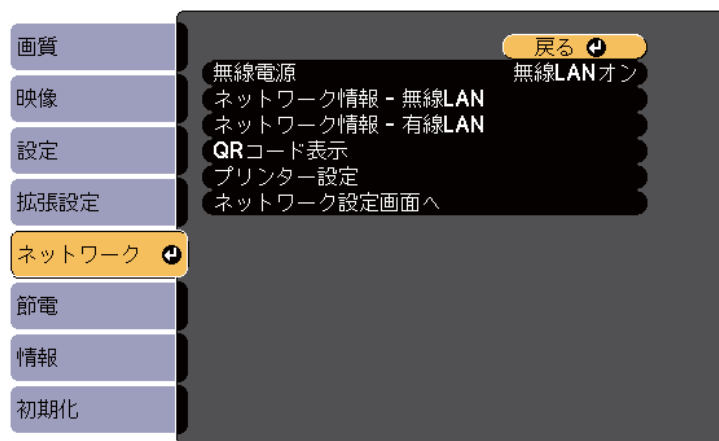 画質
映像
設定
拡張設定
ネットワーク
節電
情報
初期化
戻る
無線電源 無線LANオン
ネットワーク情報 - 無線LAN
ネットワーク情報 - 有線LAN
QRコード表示
プリンター設定
ネットワーク設定画面へ